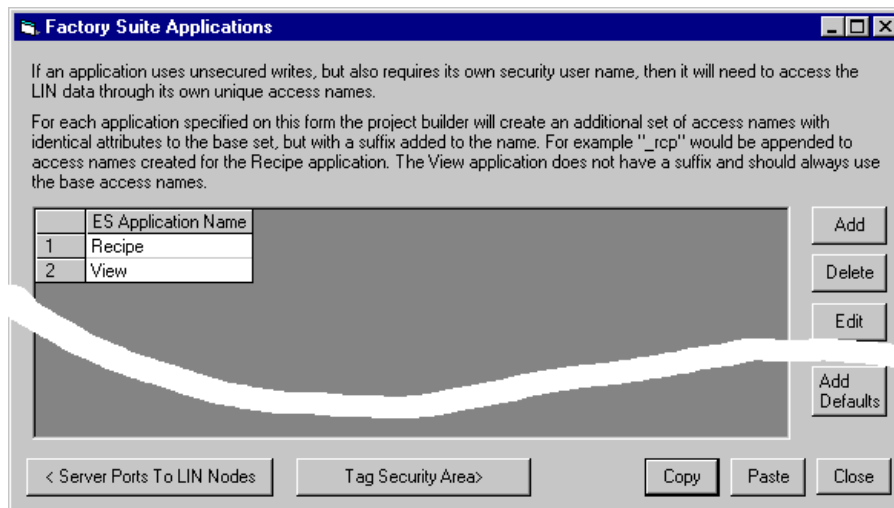 Factory Suite Applications
If an application uses unsecured writes, but also requires its own security user name, then it will need to access the
LIN data through its own unique access names.
For each application specified on this form the project builder will create an additional set of access names with
identical attributes to the base set, but with a suffix added to the name. For example "_rcp" would be appended to
access names created for the Recipe application. The View application does not have a suffix and should always use
the base access names.
ES Application Name
1 Recipe
2 View
Add
Delete
Edit
Add
Defaults
< Server Ports To LIN Nodes
Tag Security Area>
Copy
Paste
Close